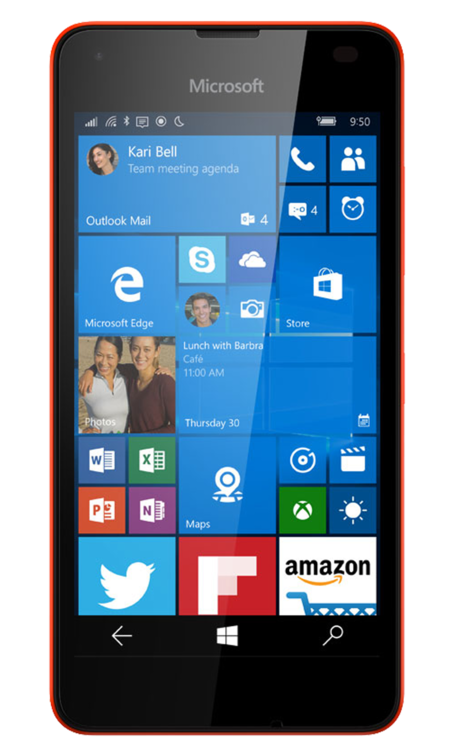 Microsoft
9:50
Kari Bell
Team meeting agenda
Outlook Mail
4
:-)
4
Microsoft Edge
Store
Lunch with Barbra
Café
11:00 AM
Photos
Thursday 30
W
X
P
N
Maps
amazon